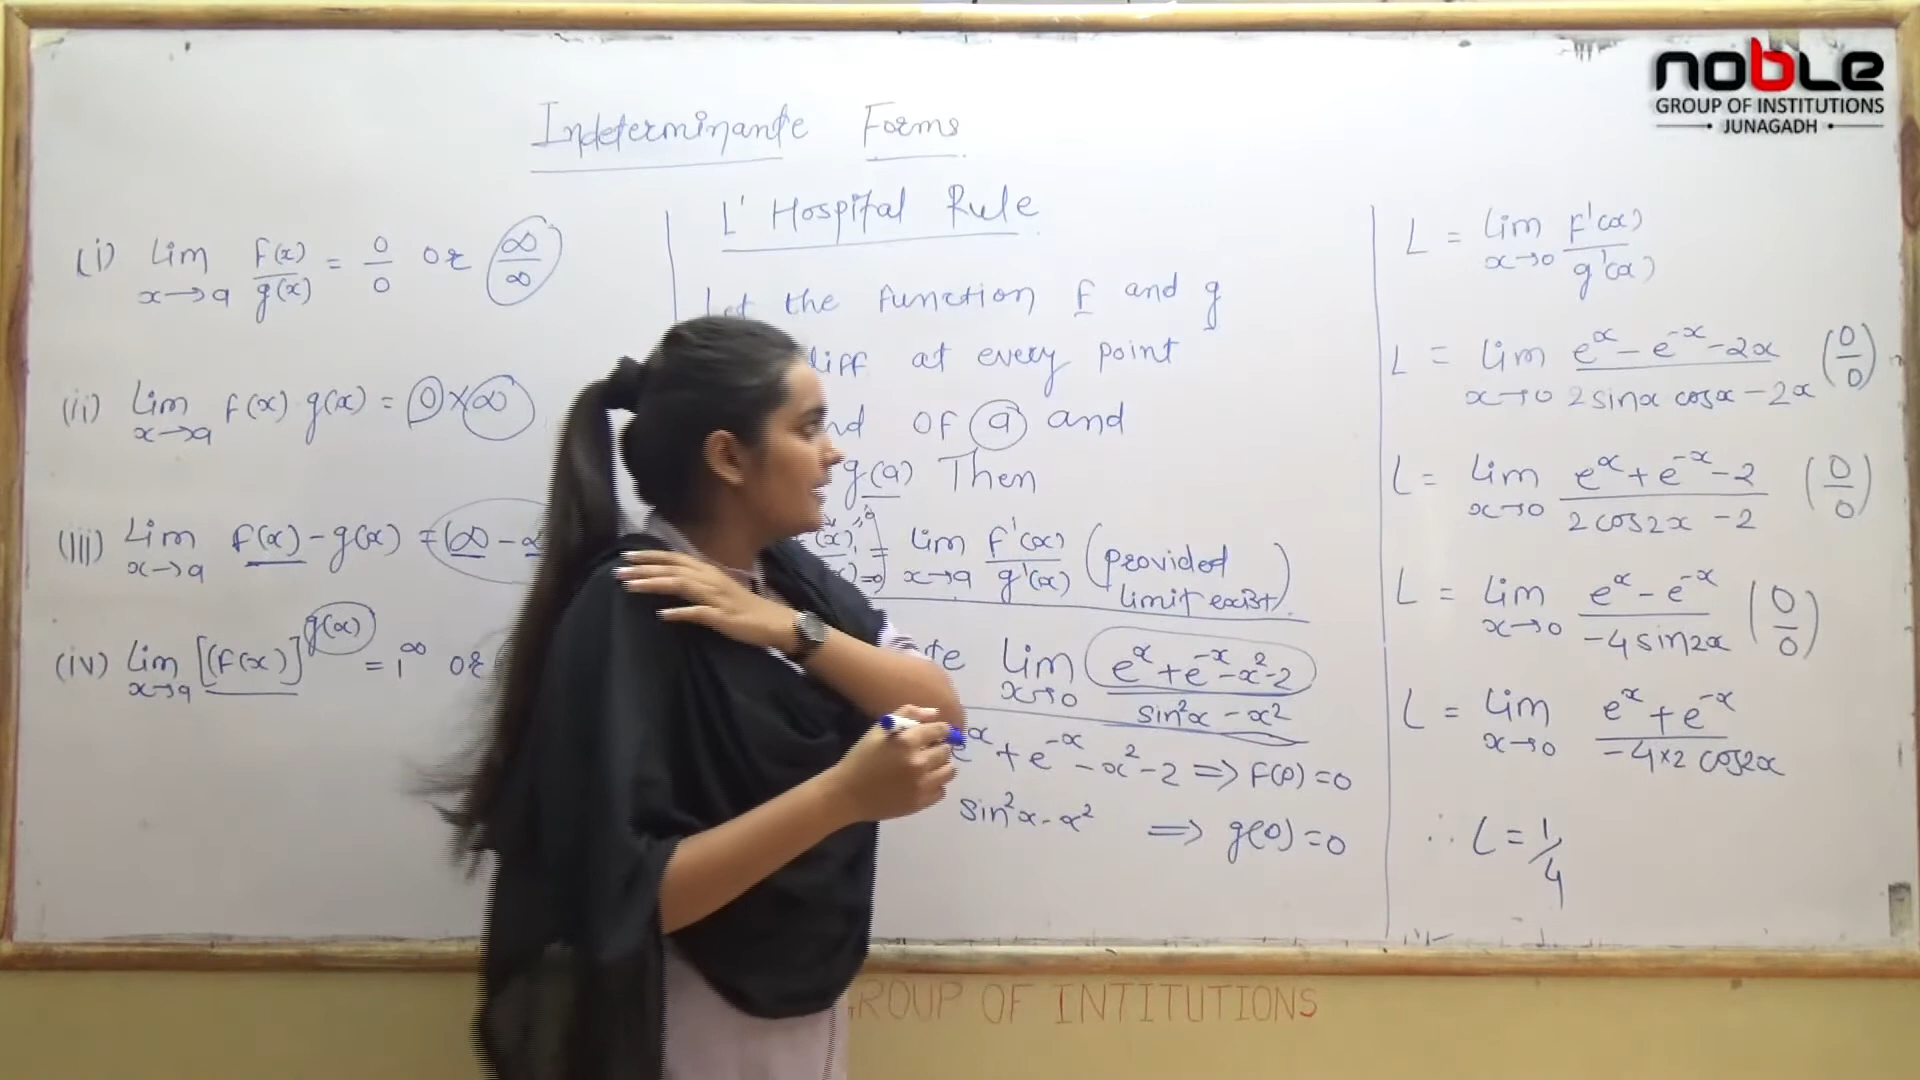 noble
GROUP OF INSTITUTIONS
JUNAGADH
Indeterminante Forms
(i) lim x→a f(x)/g(x) = 0/0 or ∞/∞
(ii) lim x→a f(x) g(x) = 0×∞
(iii) lim x→a f(x) - g(x) = (∞ -
(iv) lim x→a [(f(x)]^g(x) = 1^∞ or
L' Hospital Rule
Let the function f and g
diff at every point
of a and
g(a) Then
= lim x→a f'(x)/g'(x) (provided
limit exist).
lim x→0 (e^x + e^-x - x^2 - 2)/(sin^2x - x^2)
e^x + e^-x - x^2 - 2 ⇒ f(0) = 0
sin^2x - x^2 ⇒ g(0) = 0
L = lim x→0 f'(x)/g'(x)
L = lim x→0 (e^x - e^-x - 2x)/(2 sinx cosx - 2x) (0/0)
L = lim x→0 (e^x + e^-x - 2)/(2 cos2x - 2) (0/0)
L = lim x→0 (e^x - e^-x)/(-4 sin2x) (0/0)
L = lim x→0 (e^x + e^-x)/(-4×2 cos2x)
∴ L = 1/4
GROUP OF INTITUTIONS